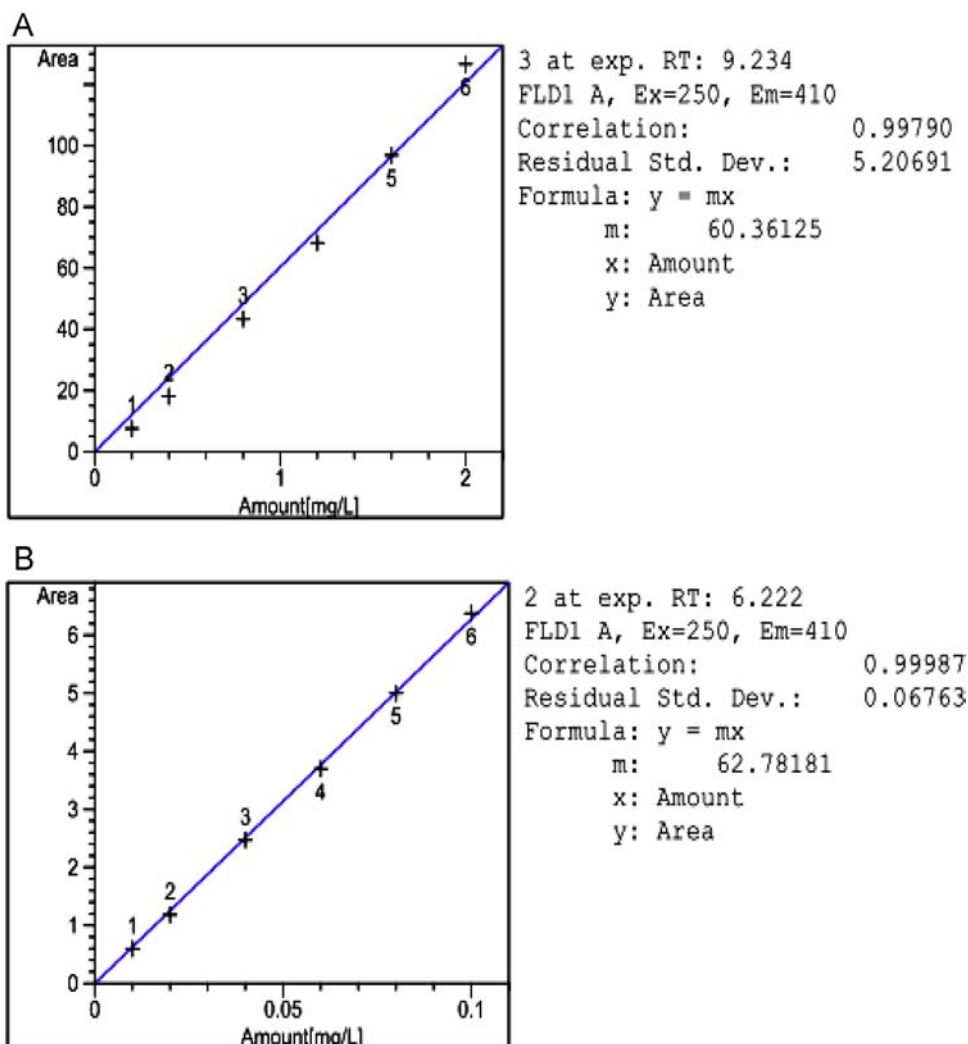 A
Area
100
80
60
40
20
0
1
2
3
5
6
0
1
2
Amount[mg/L]
3 at exp. RT: 9.234
FLD1 A, Ex=250, Em=410
Correlation: 0.99790
Residual Std. Dev.: 5.20691
Formula: y = mx
m: 60.36125
x: Amount
y: Area
B
Area
6
5
4
3
2
1
0
1
2
3
4
5
6
0
0.05
0.1
Amount[mg/L]
2 at exp. RT: 6.222
FLD1 A, Ex=250, Em=410
Correlation: 0.99987
Residual Std. Dev.: 0.06763
Formula: y = mx
m: 62.78181
x: Amount
y: Area